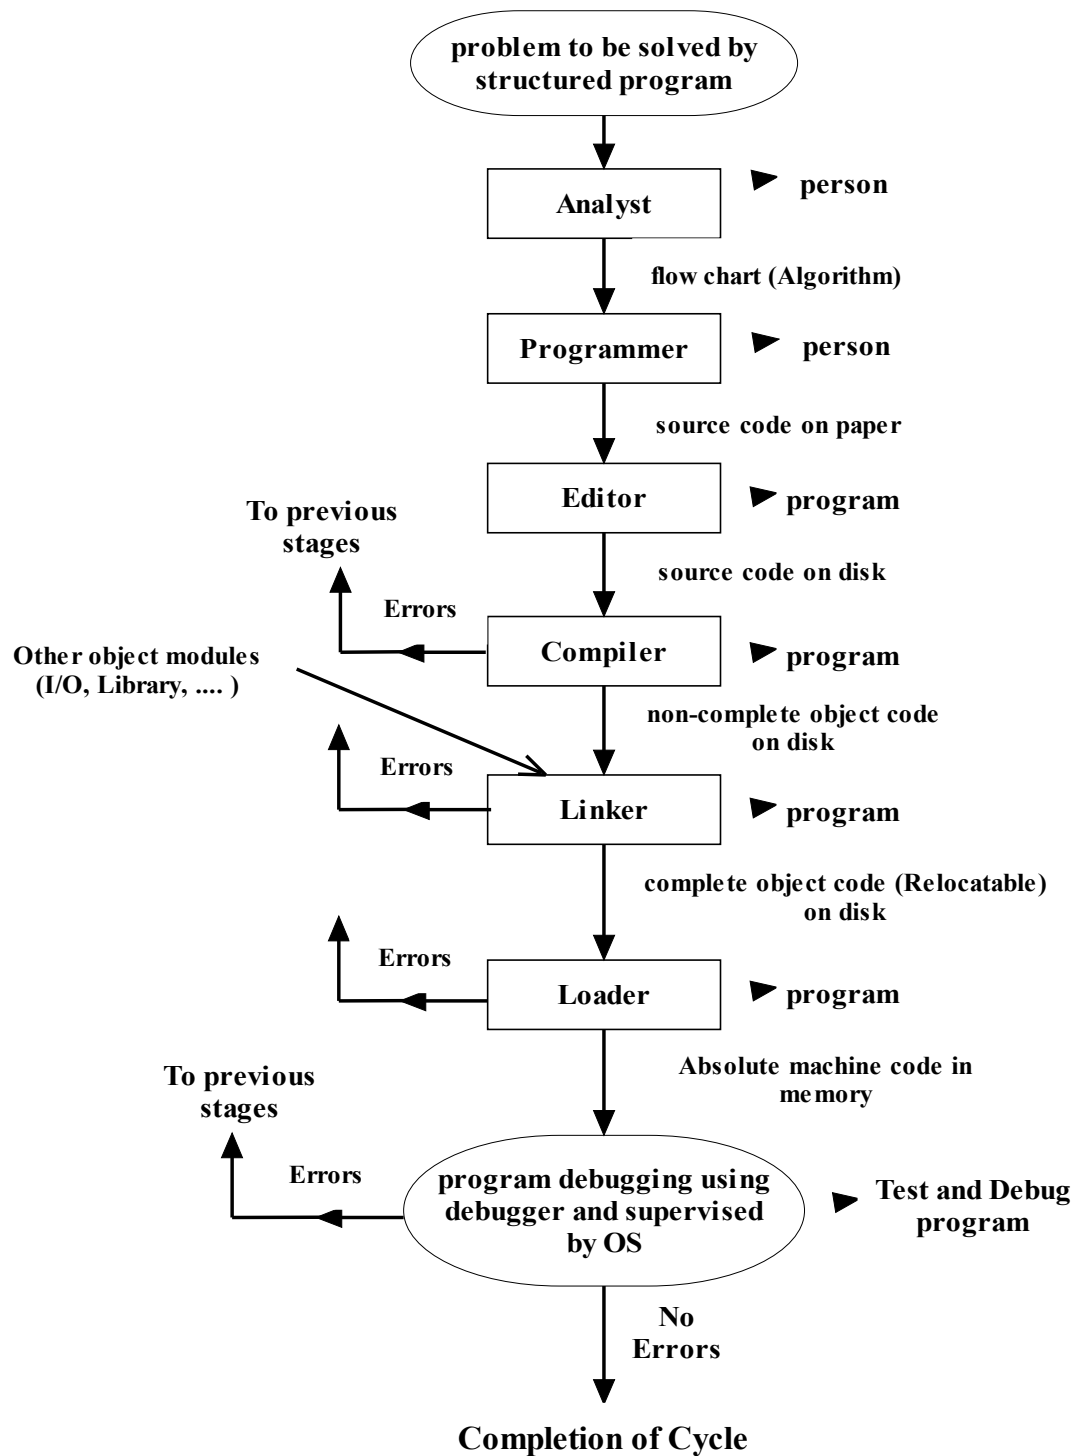 problem to be solved by
structured program
Analyst
person
flow chart (Algorithm)
Programmer
person
source code on paper
Editor
program
To previous
stages
source code on disk
Errors
Compiler
program
Other object modules
(I/O, Library, .... )
non-complete object code
on disk
Errors
Linker
program
complete object code (Relocatable)
on disk
Errors
Loader
program
Absolute machine code in
memory
To previous
stages
Errors
program debugging using
debugger and supervised
by OS
Test and Debug
program
No
Errors
Completion of Cycle